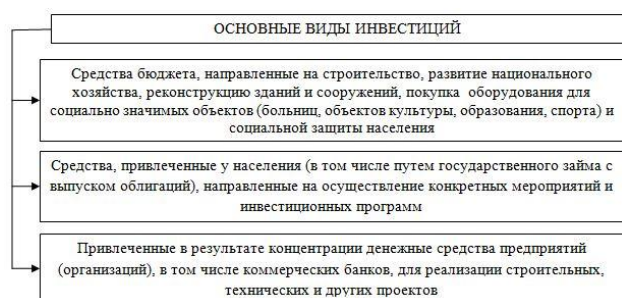 ОСНОВНЫЕ ВИДЫ ИНВЕСТИЦИЙ
Средства бюджета, направленные на строительство, развитие национального
хозяйства, реконструкцию зданий и сооружений, покупка оборудования для
социально значимых объектов (больниц, объектов культуры, образования, спорта) и
социальной защиты населения
Средства, привлеченные у населения (в том числе путем государственного займа с
выпуском облигаций), направленные на осуществление конкретных мероприятий и
инвестиционных программ
Привлеченные в результате концентрации денежные средства предприятий
(организаций), в том числе коммерческих банков, для реализации строительных,
технических и других проектов